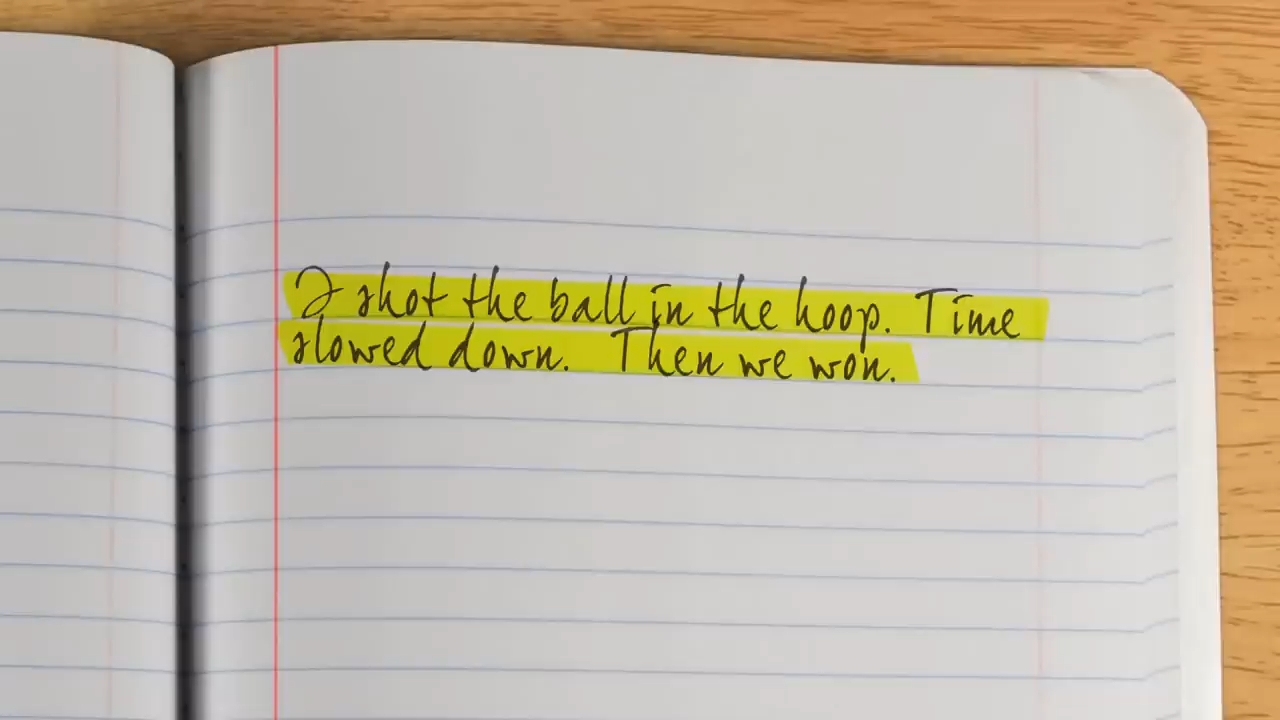 I shot the ball in the hoop. Time
slowed down. Then we won.